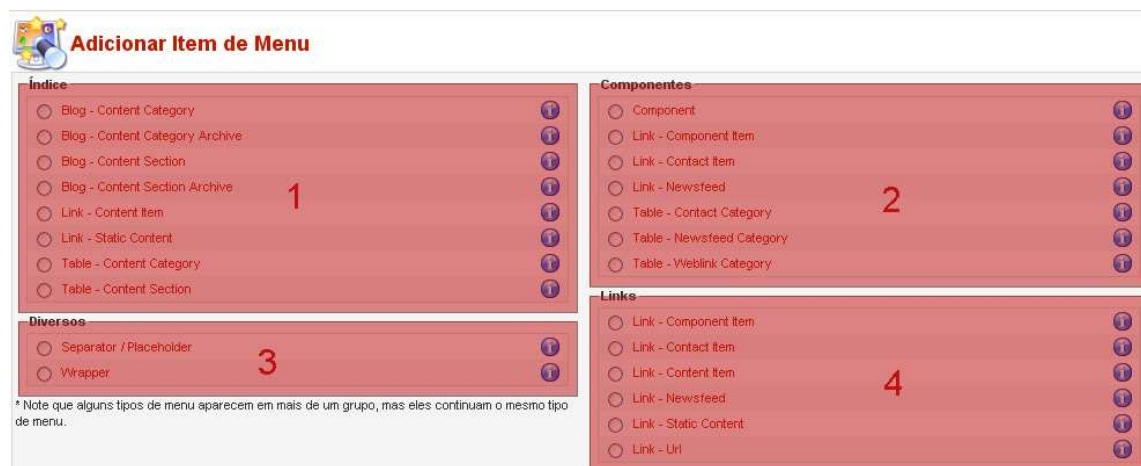 Adicionar Item de Menu
Índice
Blog - Content Category
Blog - Content Category Archive
Blog - Content Section
Blog - Content Section Archive
Link - Content Item
Link - Static Content
Table - Content Category
Table - Content Section
1
Componentes
Component
Link - Component Item
Link - Contact Item
Link - Newsfeed
Table - Contact Category
Table - Newsfeed Category
Table - Weblink Category
2
Diversos
Separator / Placeholder
Wrapper
3
* Note que alguns tipos de menu aparecem em mais de um grupo, mas eles continuam o mesmo tipo
de menu.
Links
Link - Component Item
Link - Contact Item
Link - Content Item
Link - Newsfeed
Link - Static Content
Link - Url
4